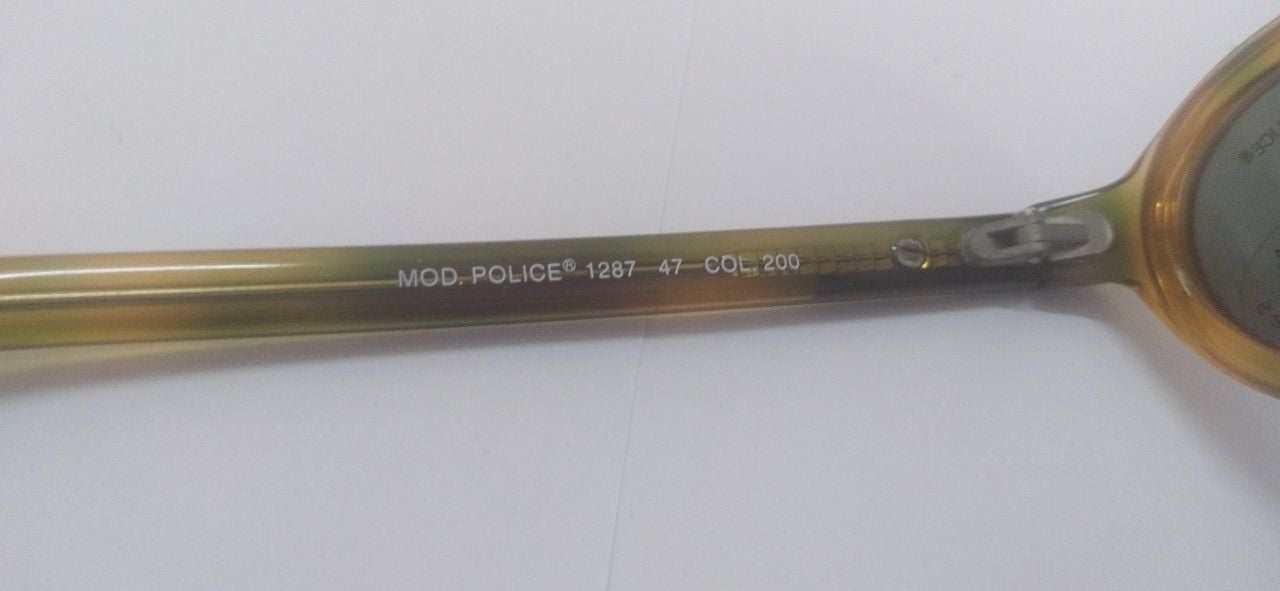 MOD. POLICE® 1287 47 COL. 200